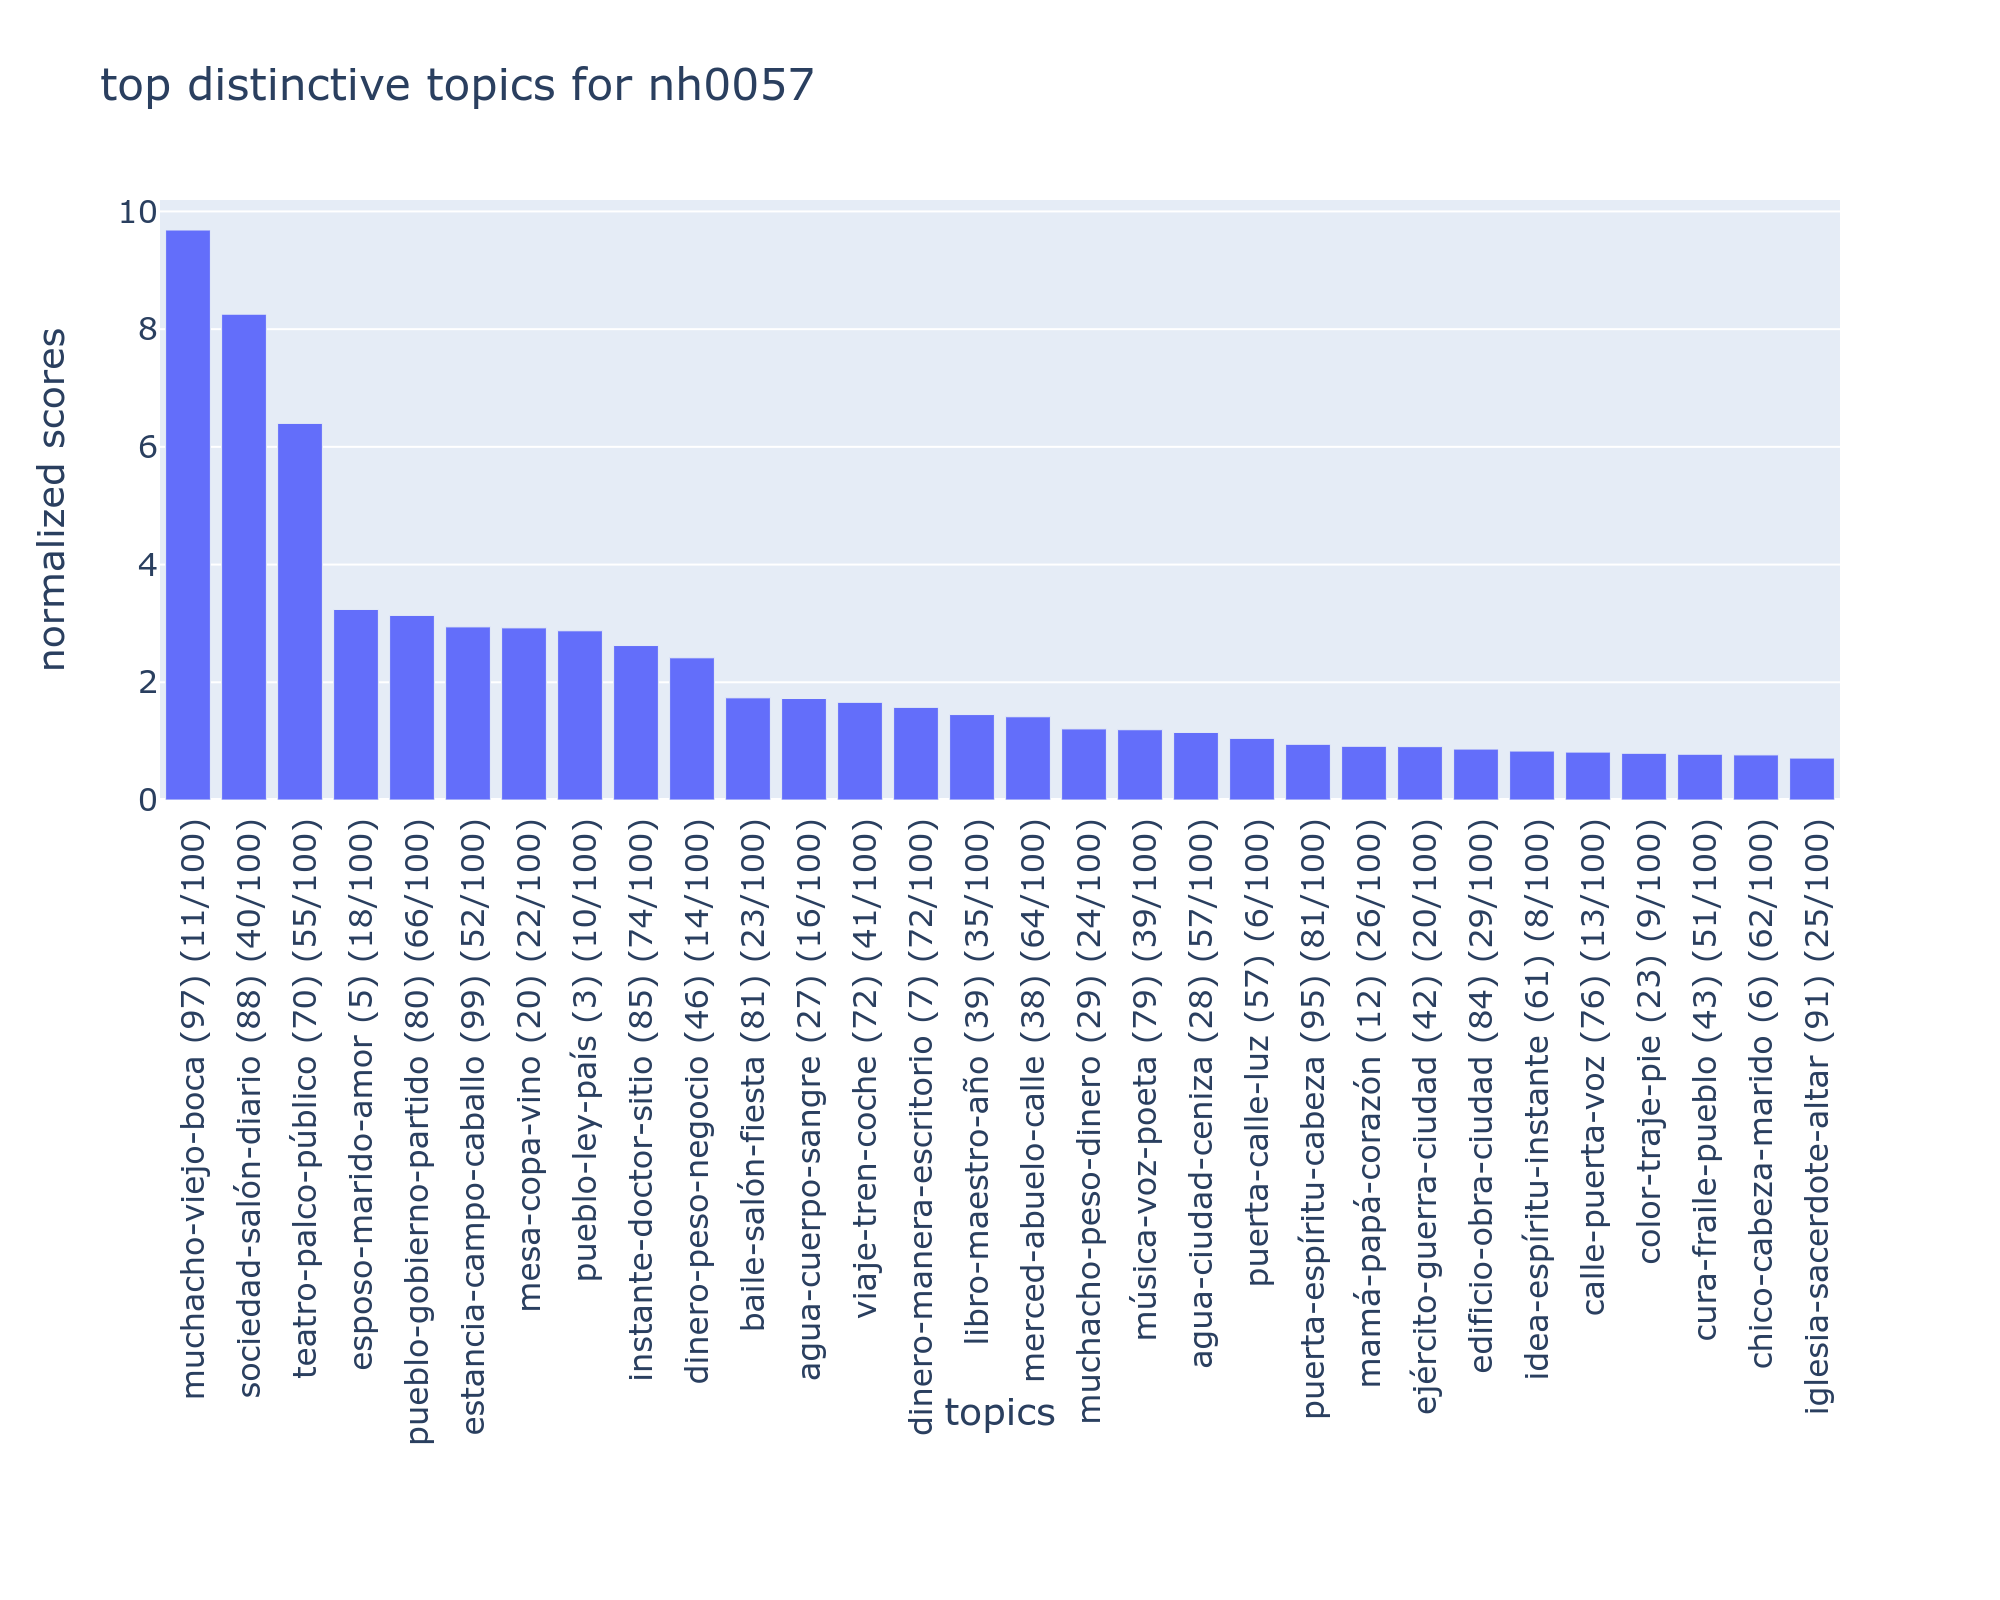 top distinctive topics for nh0057
normalized scores
10
8
6
4
2
0
muchacho-viejo-boca (97) (11/100)
sociedad-salón-diario (88) (40/100)
teatro-palco-público (70) (55/100)
esposo-marido-amor (5) (18/100)
pueblo-gobierno-partido (80) (66/100)
estancia-campo-caballo (99) (52/100)
mesa-copa-vino (20) (22/100)
pueblo-ley-país (3) (10/100)
instante-doctor-sitio (85) (74/100)
dinero-peso-negocio (46) (14/100)
baile-salón-fiesta (81) (23/100)
agua-cuerpo-sangre (27) (16/100)
viaje-tren-coche (72) (41/100)
dinero-manera-escritorio (7) (72/100)
libro-maestro-año (39) (35/100)
merced-abuelo-calle (38) (64/100)
muchacho-peso-dinero (29) (24/100)
música-voz-poeta (79) (39/100)
agua-ciudad-ceniza (28) (57/100)
puerta-calle-luz (57) (6/100)
puerta-espíritu-cabeza (95) (81/100)
mamá-papá-corazón (12) (26/100)
ejército-guerra-ciudad (42) (20/100)
edificio-obra-ciudad (84) (29/100)
idea-espíritu-instante (61) (8/100)
calle-puerta-voz (76) (13/100)
color-traje-pie (23) (9/100)
cura-fraile-pueblo (43) (51/100)
chico-cabeza-marido (6) (62/100)
iglesia-sacerdote-altar (91) (25/100)
topics